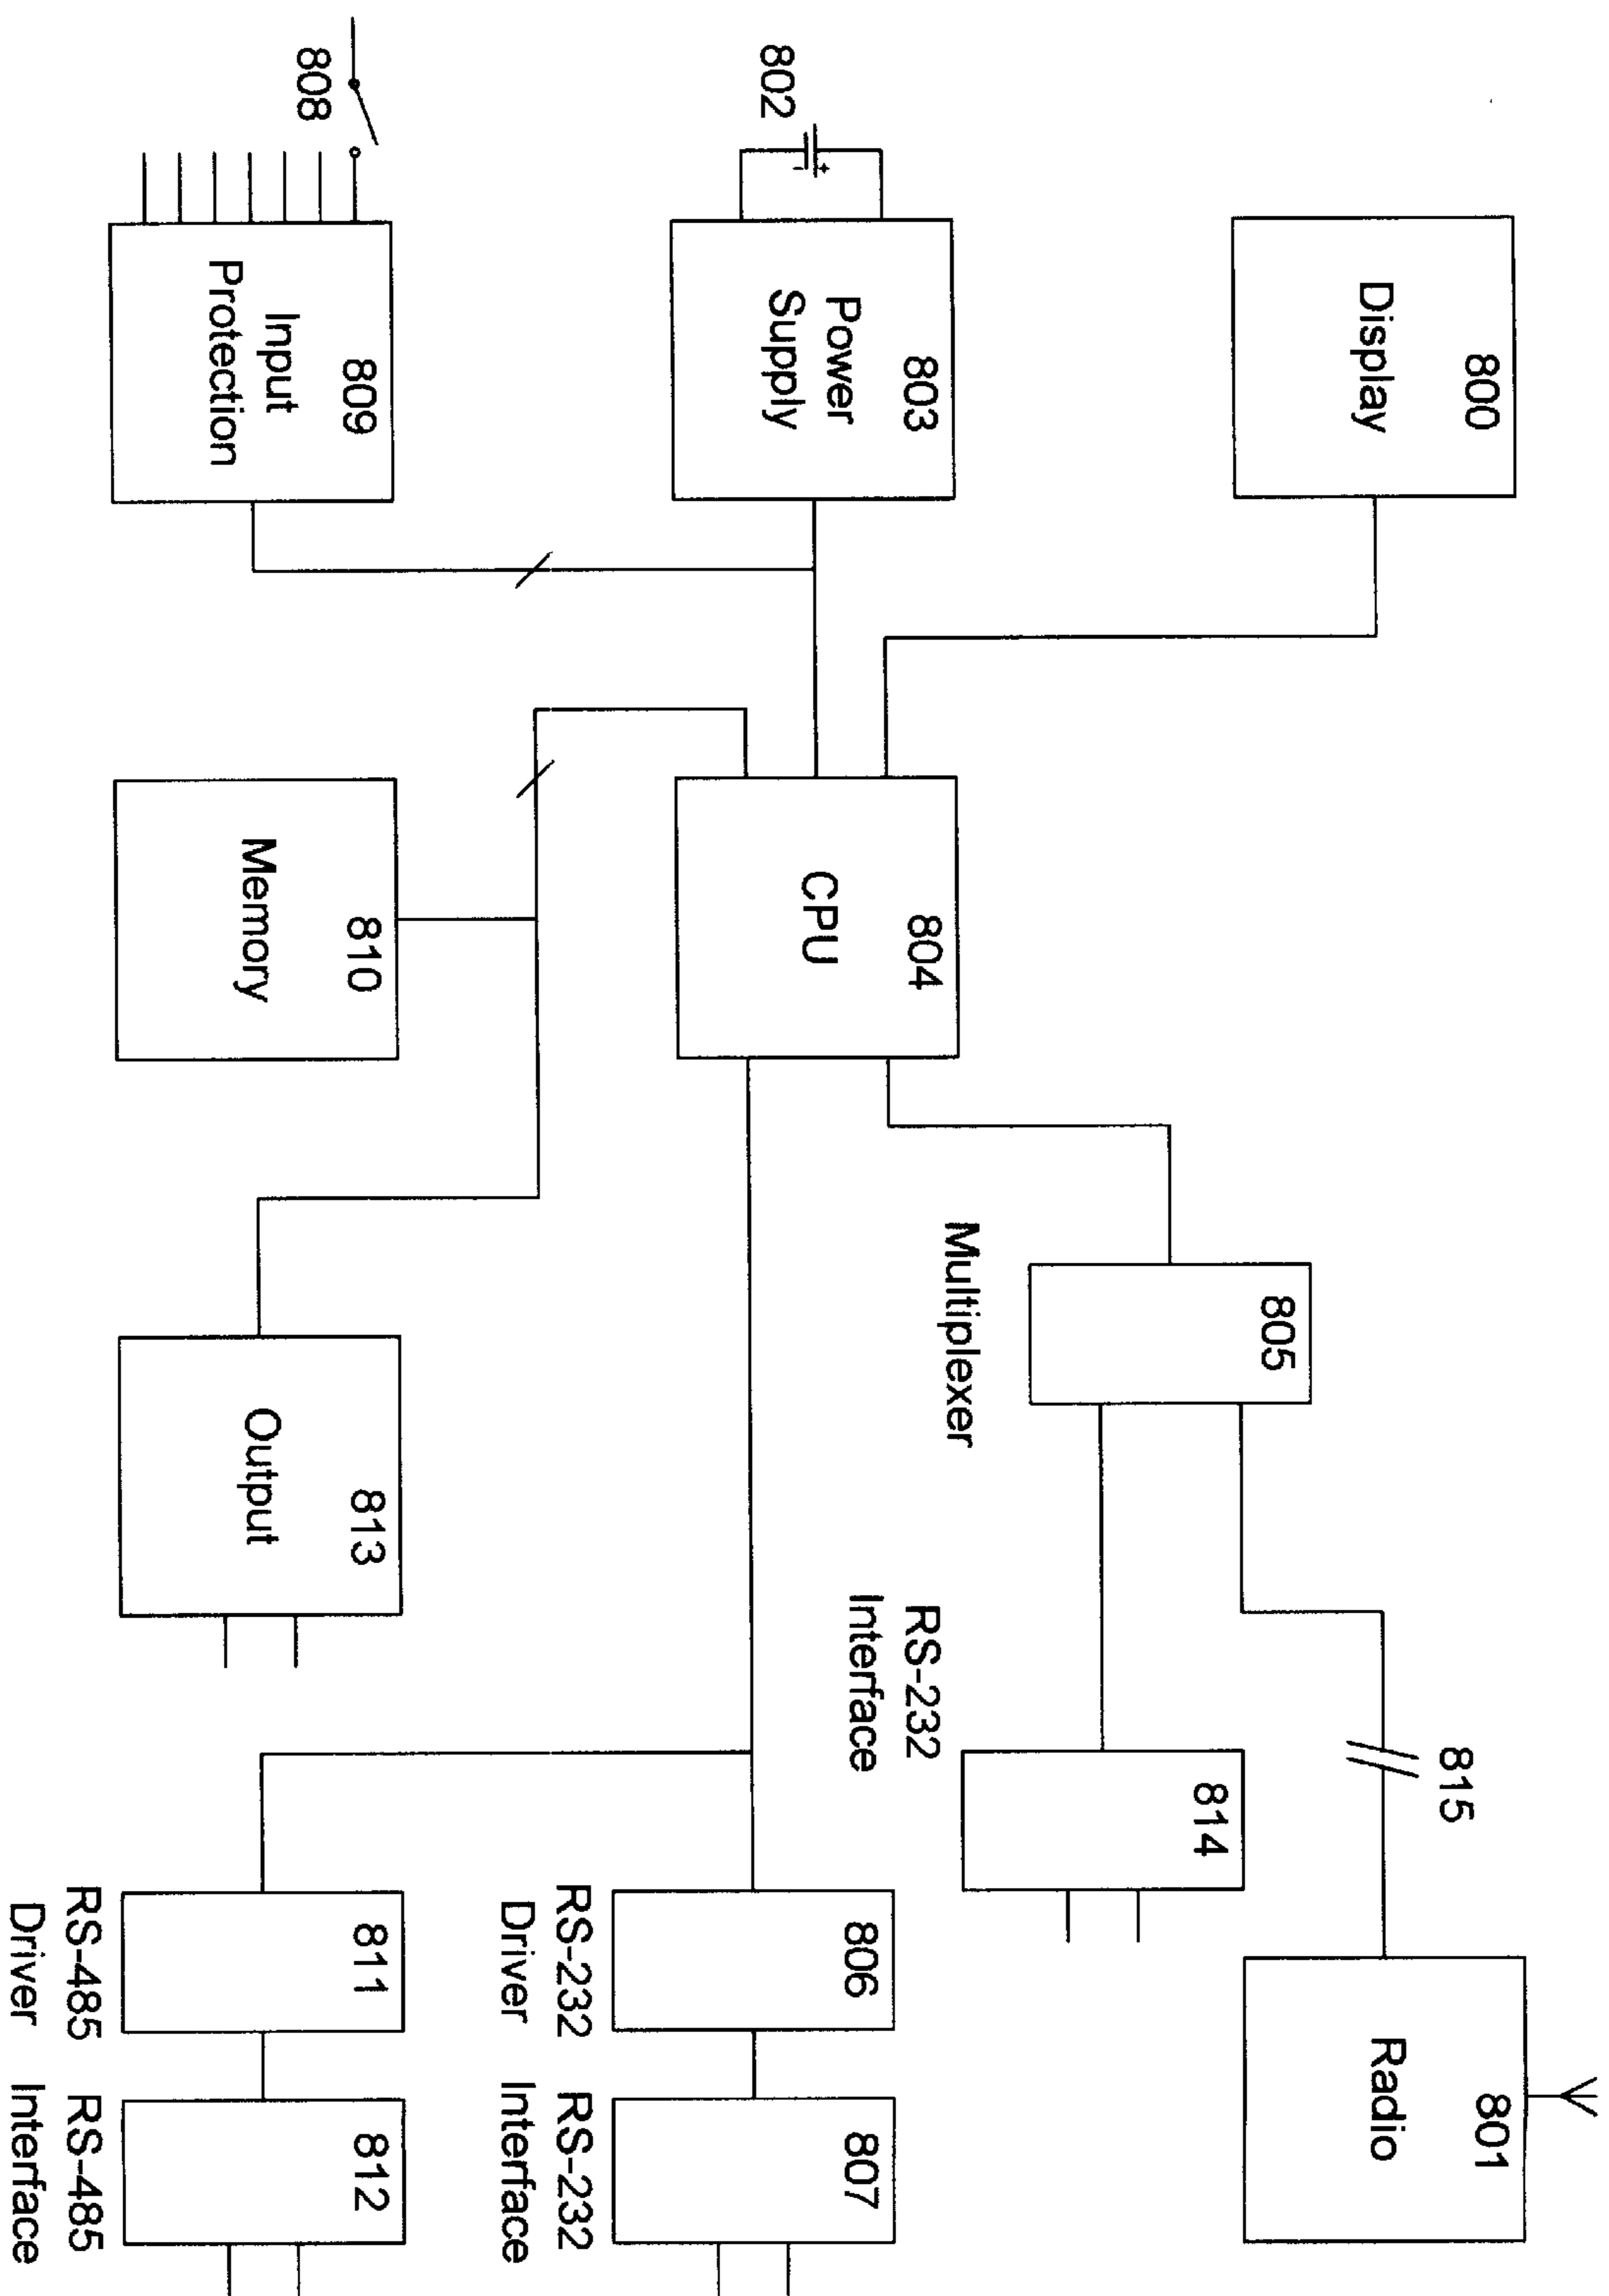 800
Display
801
Radio
815
805
Multiplexer
814
RS-232
Interface
802
803
Power
Supply
804
CPU
806
RS-232
Driver
807
RS-232
Interface
808
809
Input
Protection
810
Memory
813
Output
811
RS-485
Driver
812
RS-485
Interface